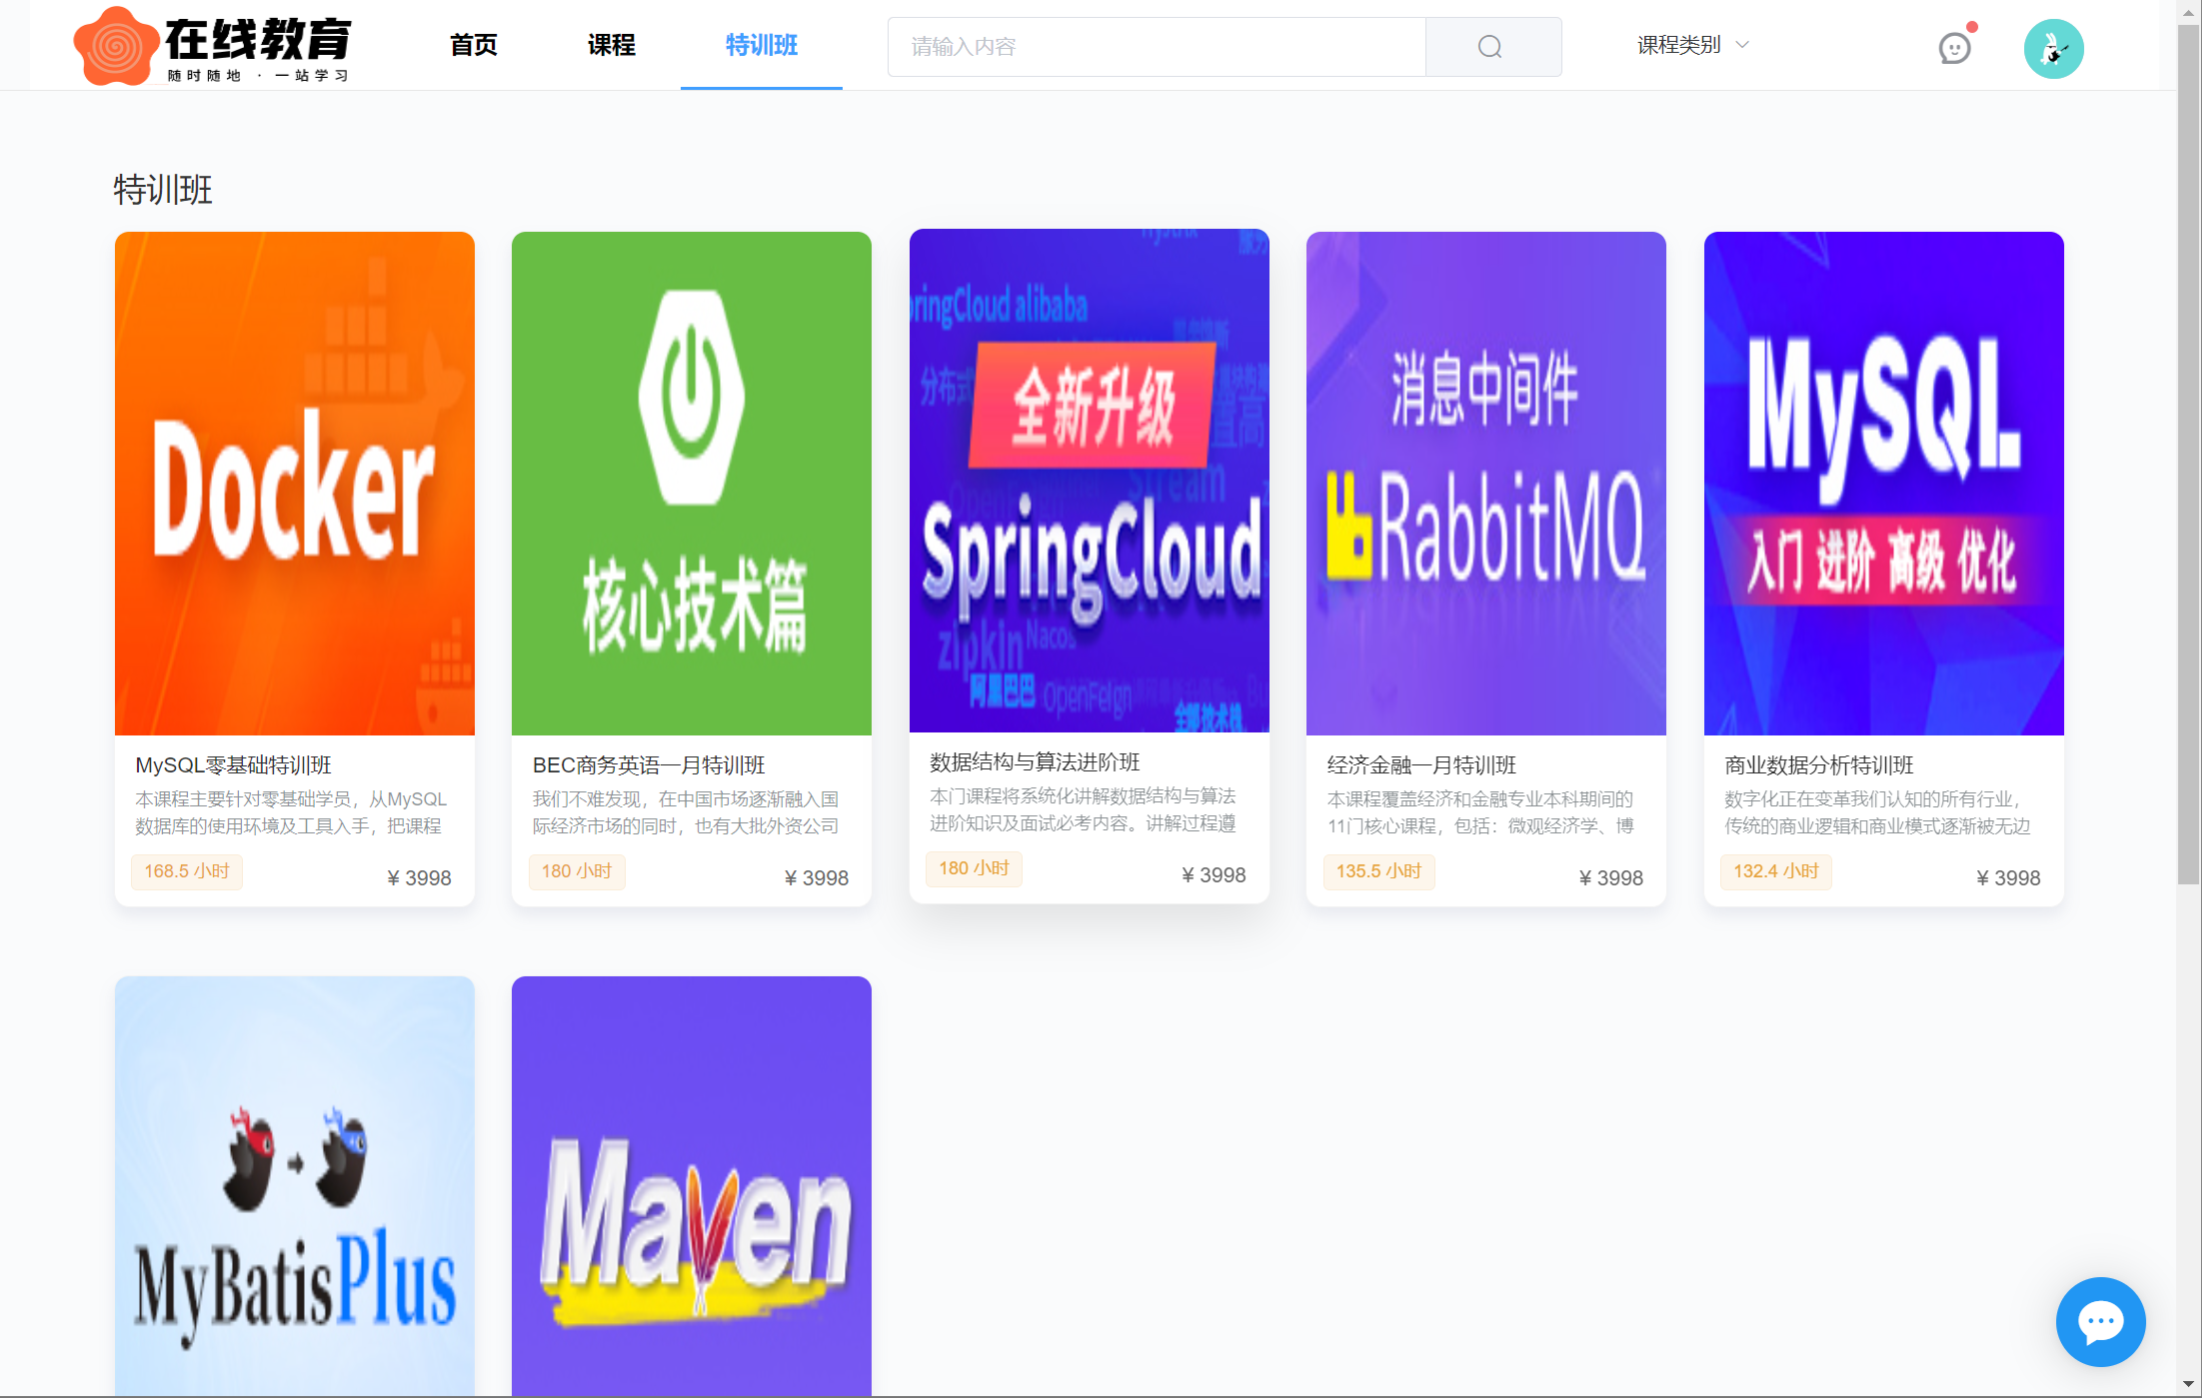 在线教育
随时随地 · 一站学习
首页
课程
特训班
请输入内容
课程类别
特训班
Docker
核心技术篇
ringCloud alibaba
分布式
全新升级
Stream
OpenFeign
SpringCloud
zipkin Nacos
阿里巴巴 OpenFeign
全部技术栈
消息中间件
RabbitMQ
MySQL
入门 进阶 高级 优化
MySQL零基础特训班
本课程主要针对零基础学员，从MySQL
数据库的使用环境及工具入手，把课程
168.5 小时
¥ 3998
BEC商务英语一月特训班
我们不难发现，在中国市场逐渐融入国
际经济市场的同时，也有大批外资公司
180 小时
¥ 3998
数据结构与算法进阶班
本门课程将系统化讲解数据结构与算法
进阶知识及面试必考内容。讲解过程遵
180 小时
¥ 3998
经济金融一月特训班
本课程覆盖经济和金融专业本科期间的
11门核心课程，包括：微观经济学、博
135.5 小时
¥ 3998
商业数据分析特训班
数字化正在变革我们认知的所有行业，
传统的商业逻辑和商业模式逐渐被无边
132.4 小时
¥ 3998
MyBatisPlus
Maven